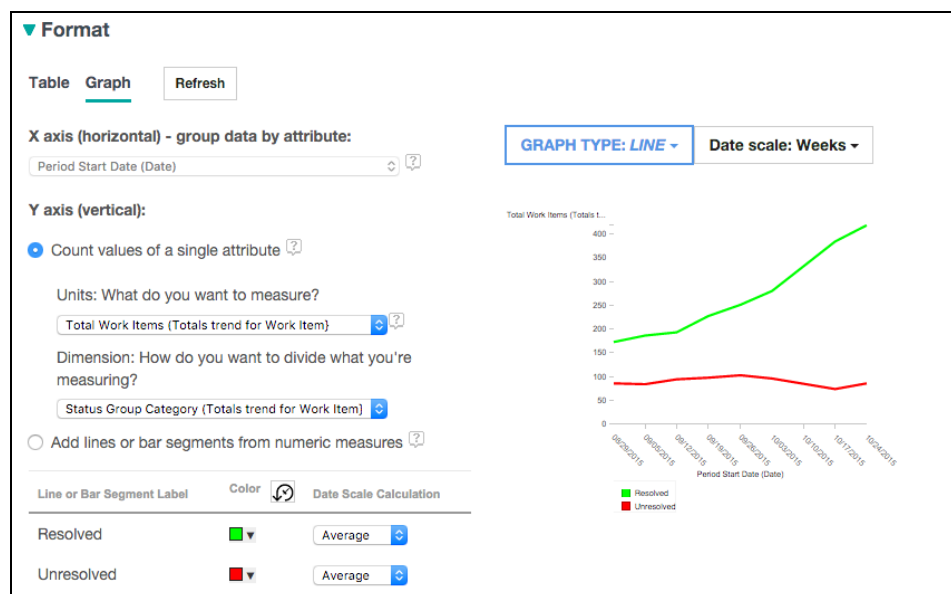 Format
Table Graph Refresh
X axis (horizontal) - group data by attribute:
Period Start Date (Date) ?
Y axis (vertical):
Count values of a single attribute ?
Units: What do you want to measure?
Total Work Items (Totals trend for Work Item} ?
Dimension: How do you want to divide what you're
measuring?
Status Group Category (Totals trend for Work Item]
Add lines or bar segments from numeric measures ?
Line or Bar Segment Label Color Date Scale Calculation
Resolved Average
Unresolved Average
GRAPH TYPE: LINE Date scale: Weeks
Total Work Items (Totals t...
400
350
300
250
200
150
100
50
0
08/29/2015 09/05/2015 09/12/2015 09/19/2015 09/26/2015 10/03/2015 10/10/2015 10/17/2015 10/24/2015
Period Start Date (Date)
Resolved
Unresolved